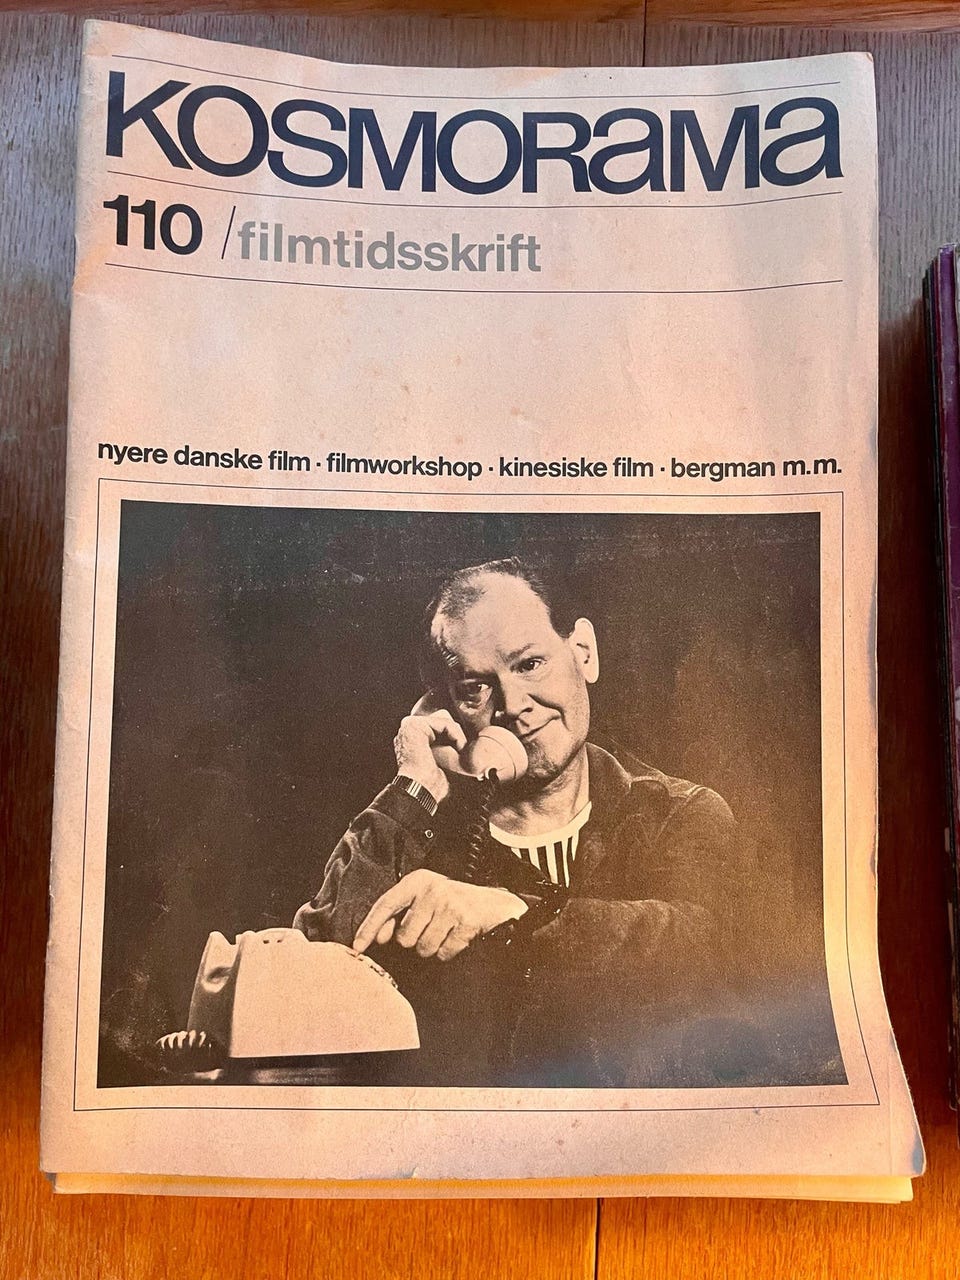 KOSMORama
110 /filmtidsskrift
nyere danske film · filmworkshop · kinesiske film · bergman m.m.